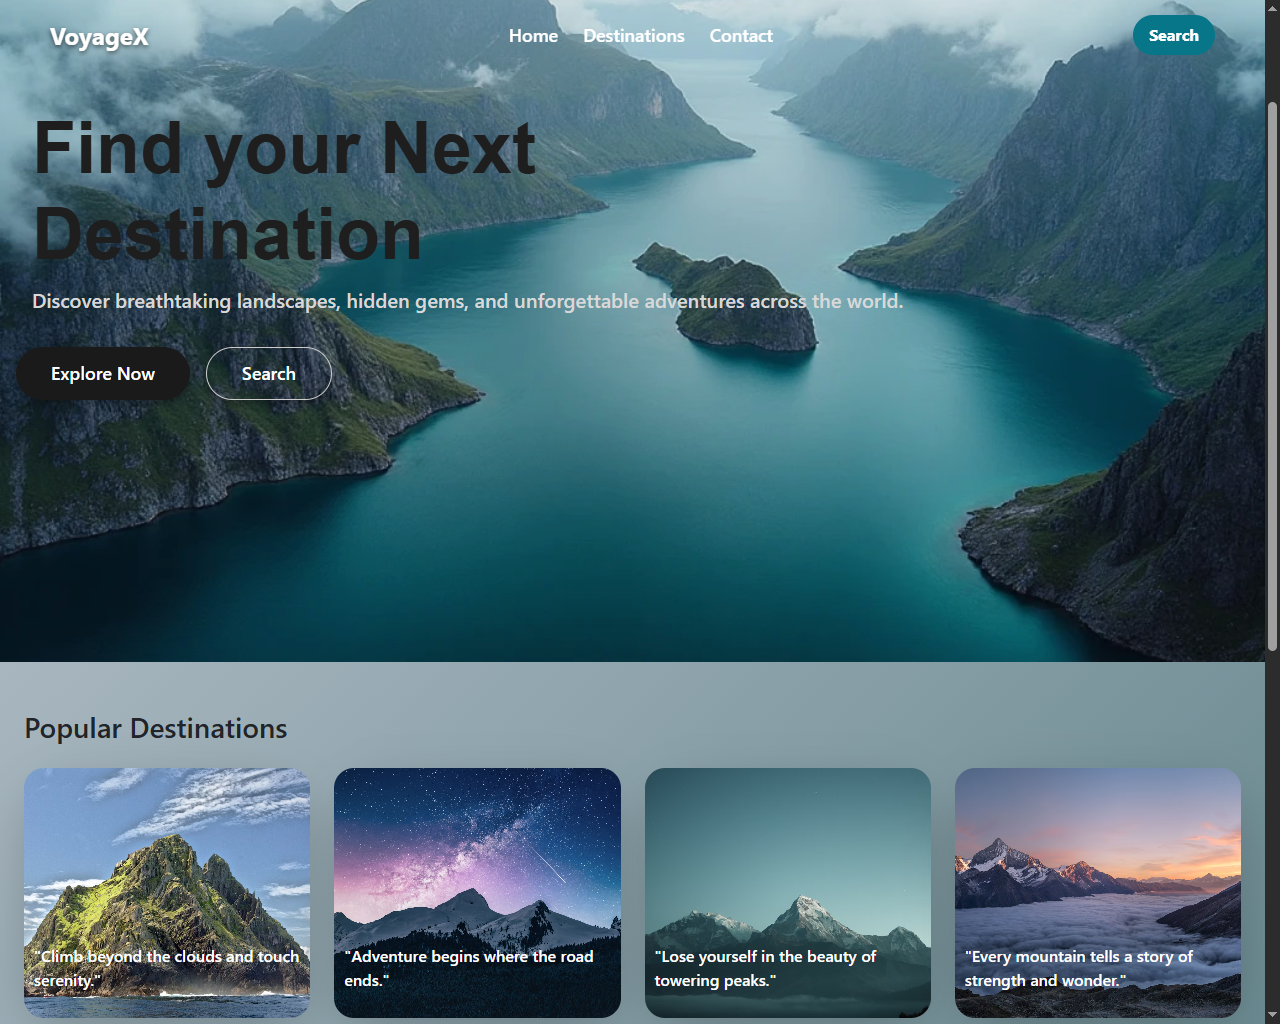 VoyageX
Home Destinations Contact
Search
Find your Next
Destination
Discover breathtaking landscapes, hidden gems, and unforgettable adventures across the world.
Explore Now
Search
Popular Destinations
"Climb beyond the clouds and touch
serenity."
"Adventure begins where the road
ends."
"Lose yourself in the beauty of
towering peaks."
"Every mountain tells a story of
strength and wonder."